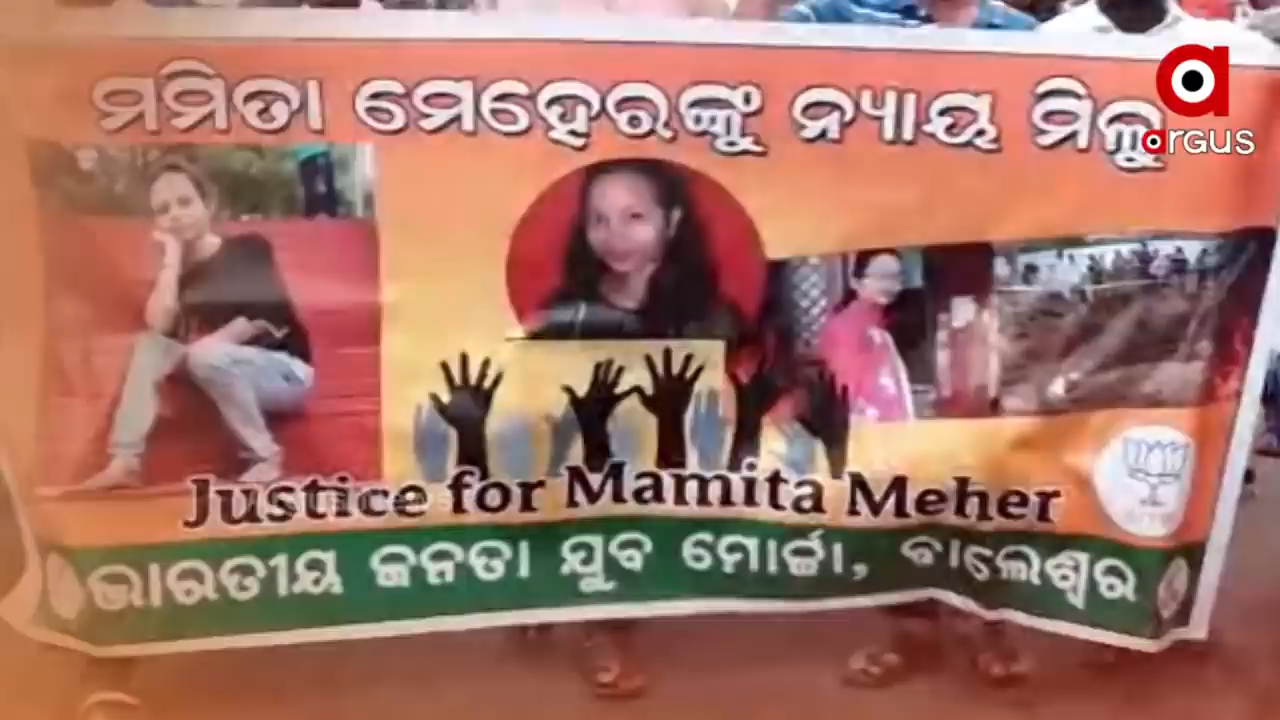 ମମିତା ମେହେରଙ୍କୁ ନ୍ୟାୟ ମିଳୁ
argus
Justice for Mamita Meher
ଭାରତୀୟ ଜନତା ଯୁବ ମୋର୍ଚ୍ଚା, ବାଲେଶ୍ୱର